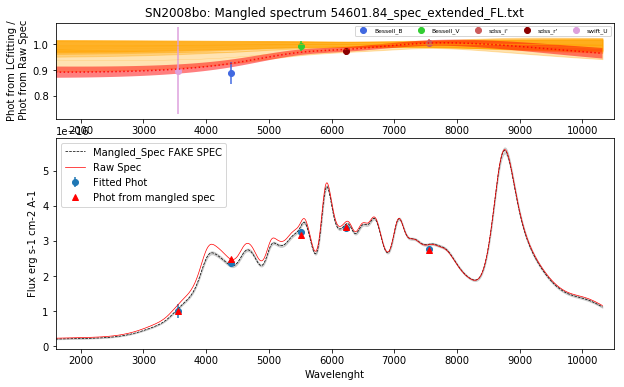 SN2008bo: Mangled spectrum 54601.84_spec_extended_FL.txt
Phot from LCfitting /
Phot from Raw Spec
1.0
0.9
0.8
Bessell_B Bessell_V sdss_i' sdss_r' swift_U
2000 3000 4000 5000 6000 7000 8000 9000 10000
1e−16
Flux erg s-1 cm-2 A-1
6
5
4
3
2
1
0
Mangled_Spec FAKE SPEC
Raw Spec
Fitted Phot
Phot from mangled spec
2000 3000 4000 5000 6000 7000 8000 9000 10000
Wavelenght